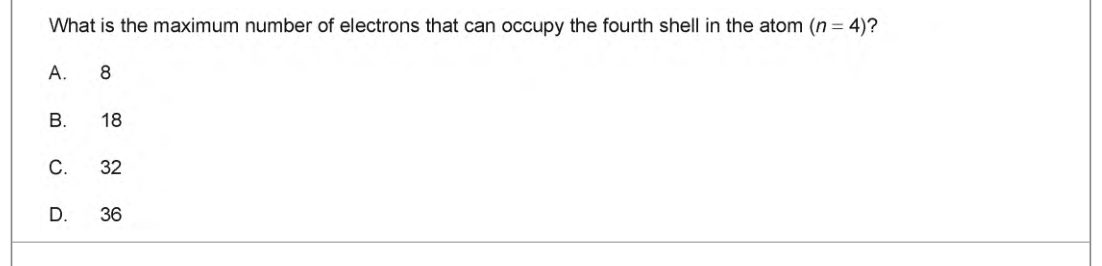 What is the maximum number of electrons that can occupy the fourth shell in the atom (n = 4)?
A. 8
B. 18
C. 32
D. 36